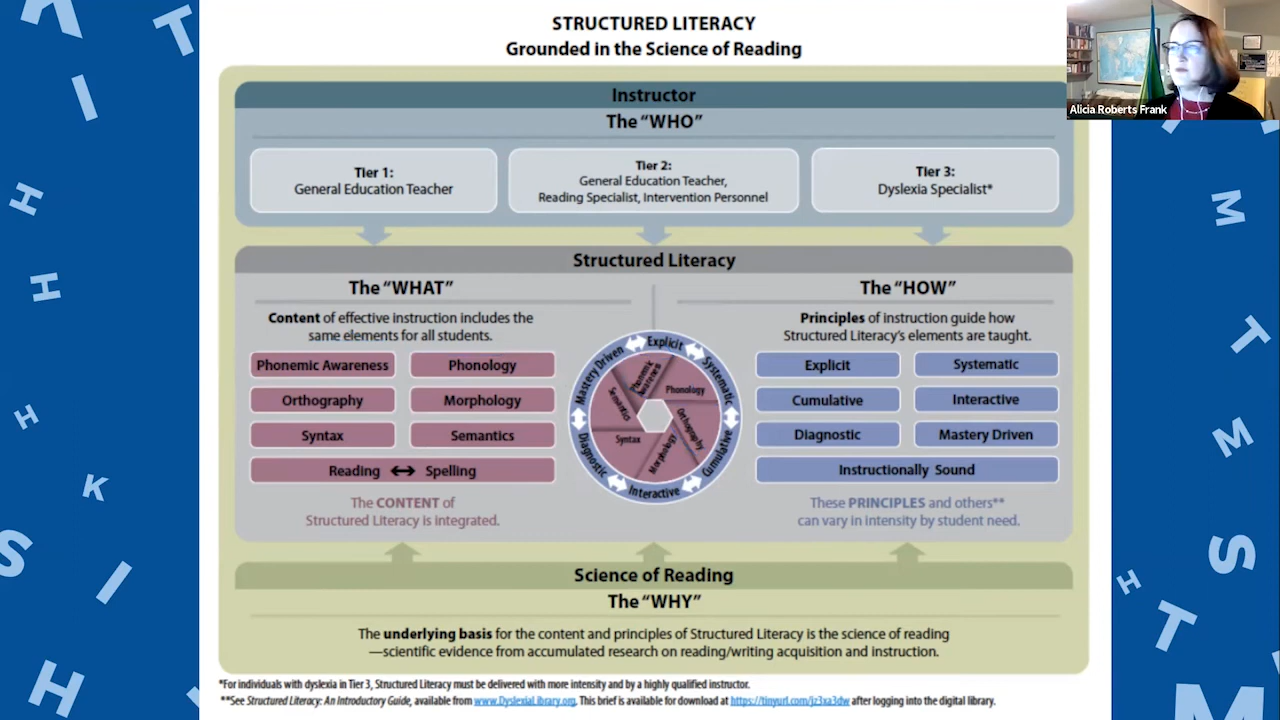 STRUCTURED LITERACY
Grounded in the Science of Reading
Alicia Roberts Frank
Instructor
The “WHO”
Tier 1:
General Education Teacher
Tier 2:
General Education Teacher,
Reading Specialist, Intervention Personnel
Tier 3:
Dyslexia Specialist*
Structured Literacy
The “WHAT”
Content of effective instruction includes the
same elements for all students.
Phonemic Awareness
Phonology
Orthography
Morphology
Syntax
Semantics
Reading ↔ Spelling
The CONTENT of
Structured Literacy is integrated.
Explicit
Systematic
Cumulative
Interactive
Diagnostic
Mastery Driven
Phonemic
Awareness
Phonology
Orthography
Morphology
Syntax
Semantics
The “HOW”
Principles of instruction guide how
Structured Literacy’s elements are taught.
Explicit
Systematic
Cumulative
Interactive
Diagnostic
Mastery Driven
Instructionally Sound
These PRINCIPLES and others**
can vary in intensity by student need.
Science of Reading
The “WHY”
The underlying basis for the content and principles of Structured Literacy is the science of reading
—scientific evidence from accumulated research on reading/writing acquisition and instruction.
*For individuals with dyslexia in Tier 3, Structured Literacy must be delivered with more intensity and by a highly qualified instructor.
**See Structured Literacy: An Introductory Guide, available from www.DyslexiaLibrary.org. This brief is available for download at https://tinyurl.com/jz3xa3dw after logging into the digital library.